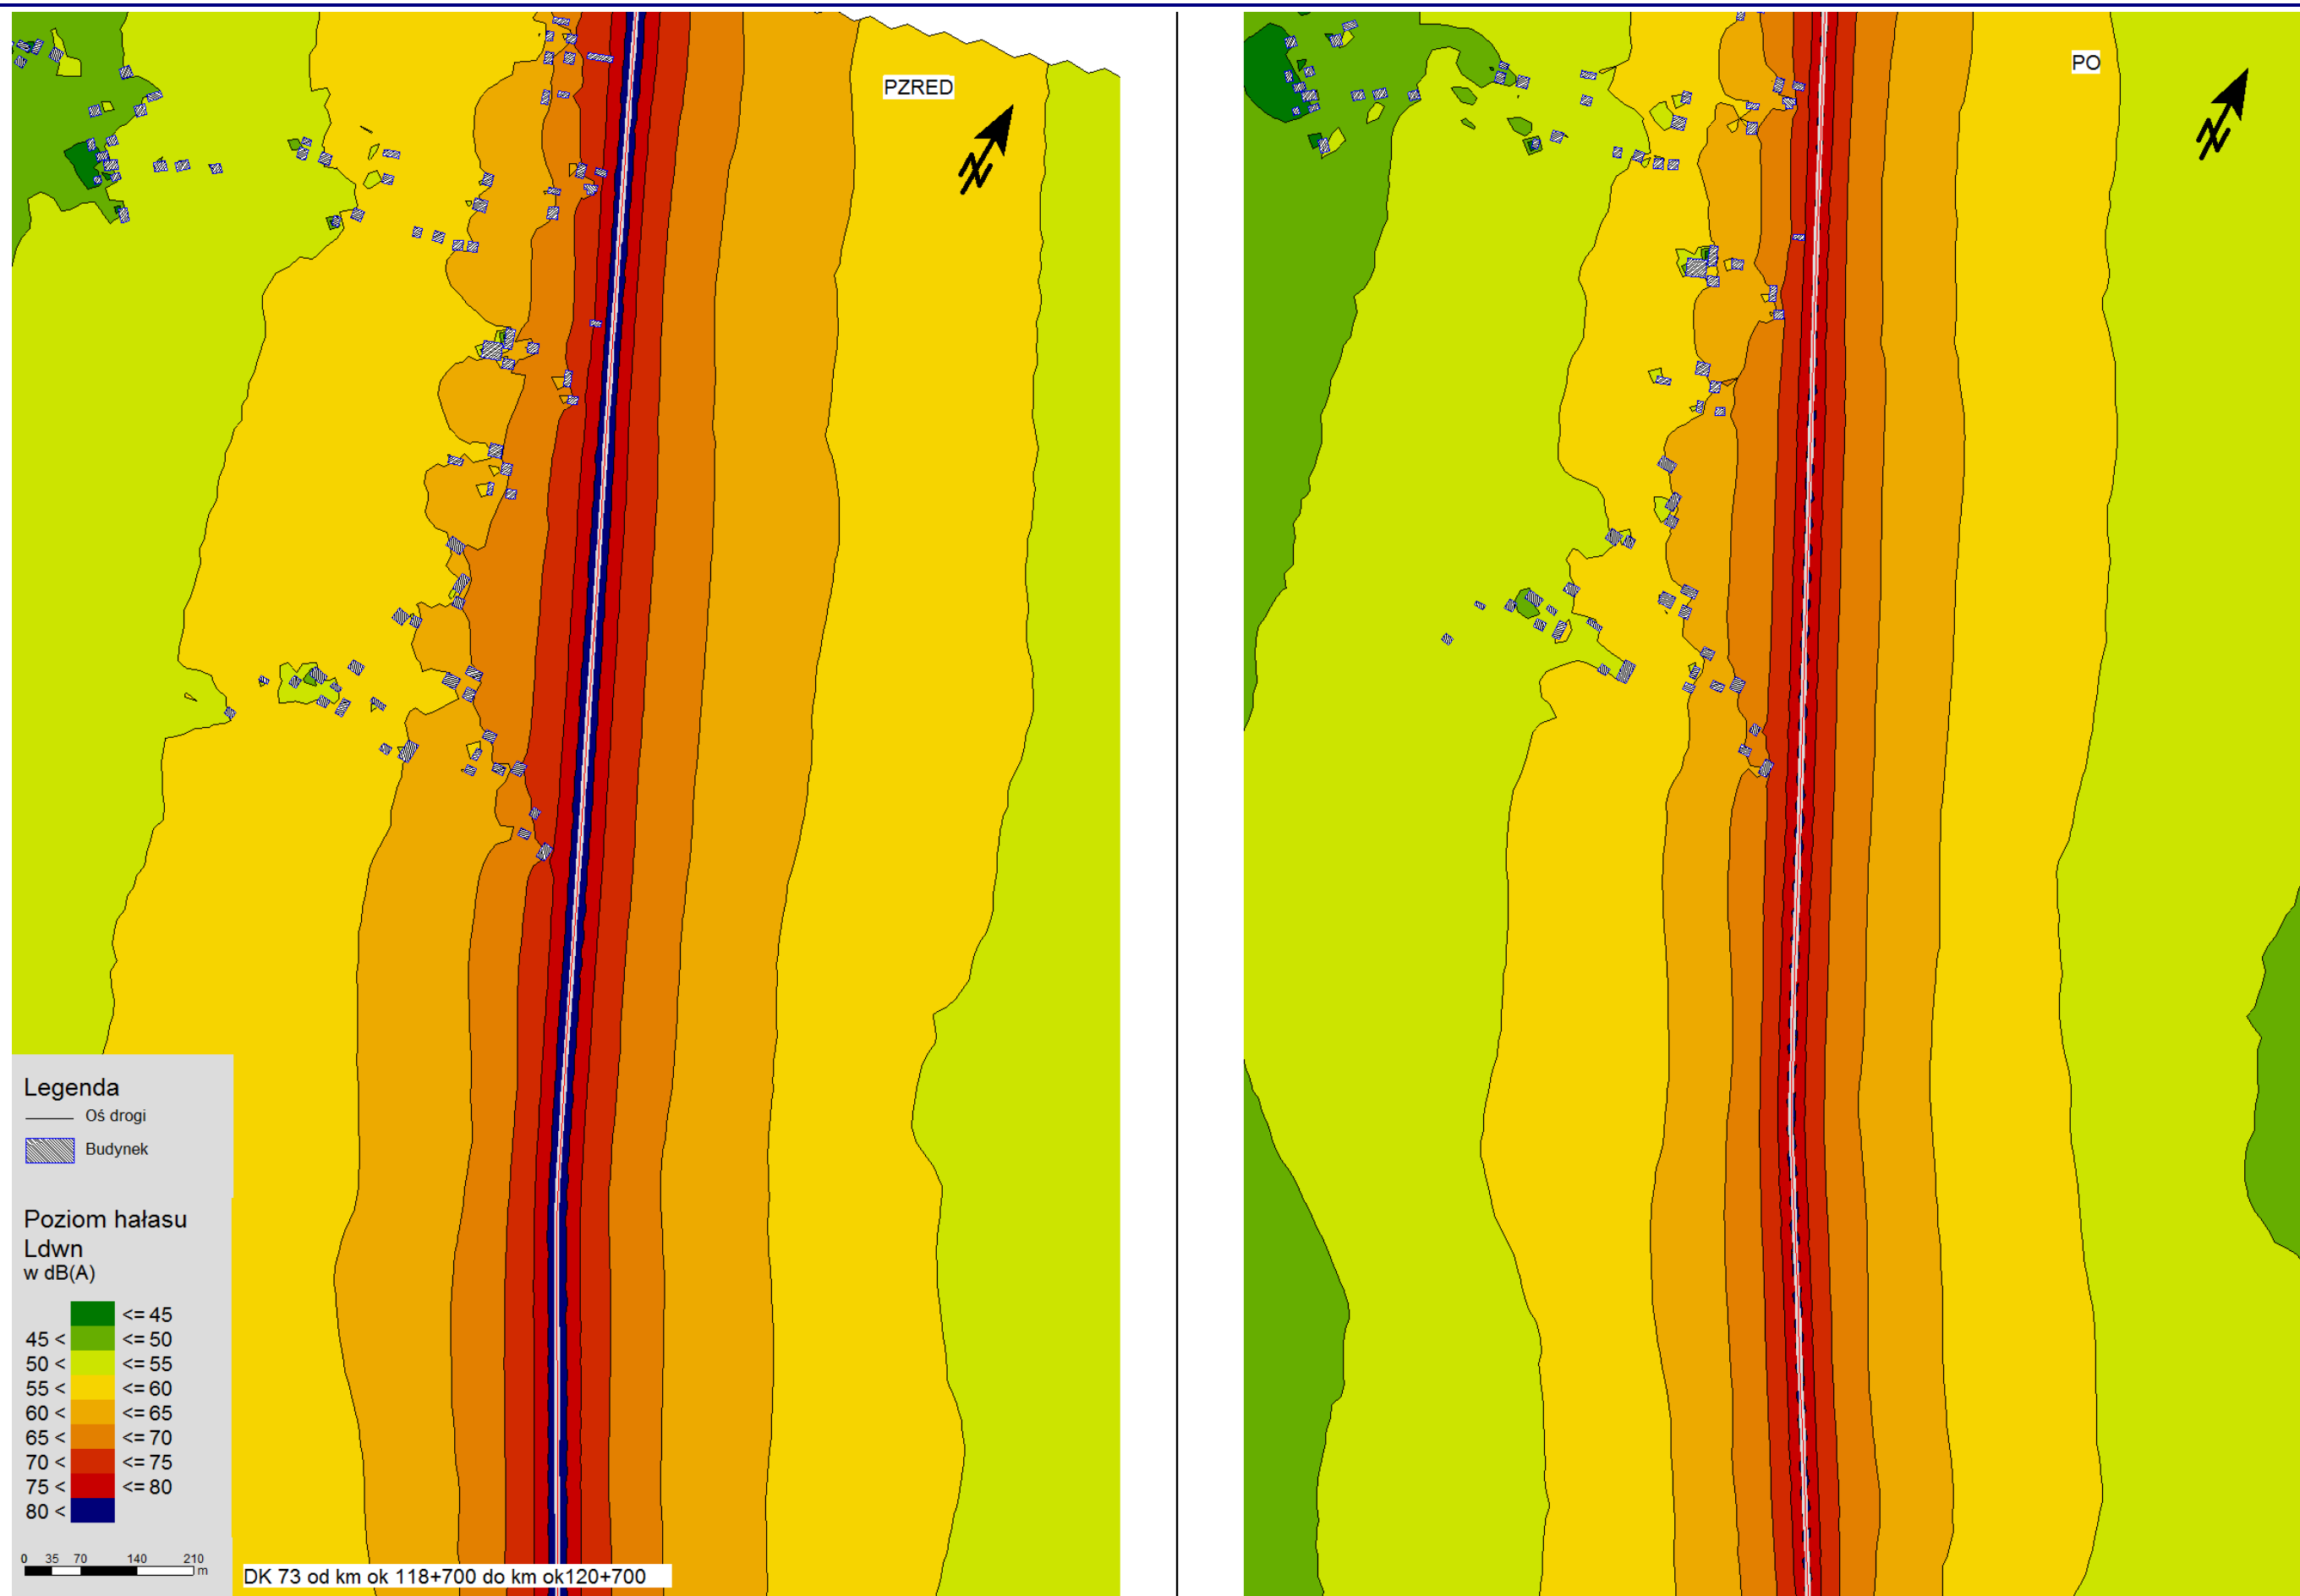 PZRED
PO
Legenda
Oś drogi
Budynek
Poziom hałasu
Ldwn
w dB(A)
<= 45
45 < <= 50
50 < <= 55
55 < <= 60
60 < <= 65
65 < <= 70
70 < <= 75
75 < <= 80
80 <
0 35 70 140 210
m
DK 73 od km ok 118+700 do km ok120+700